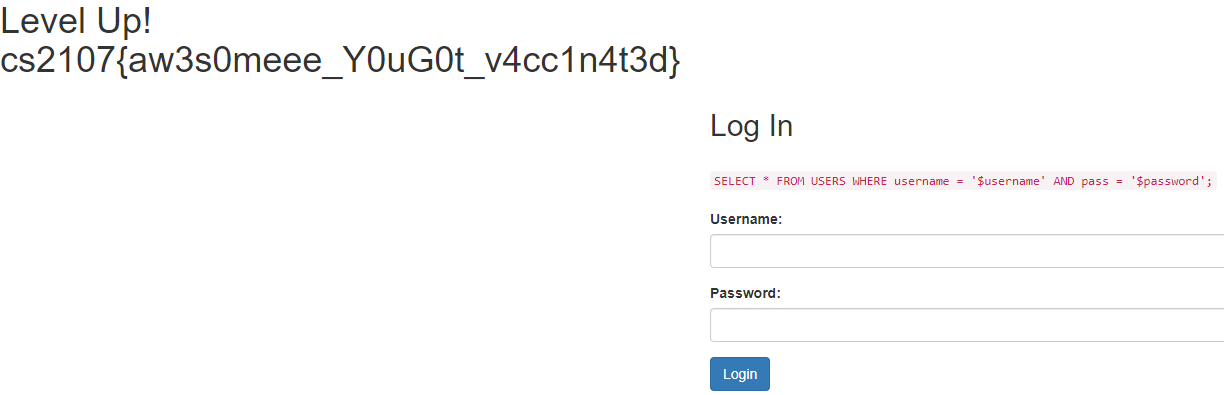 Level Up!
cs2107{aw3s0meee_Y0uG0t_v4cc1n4t3d}
Log In
SELECT * FROM USERS WHERE username = '$username' AND pass = '$password';
Username:
Password:
Login